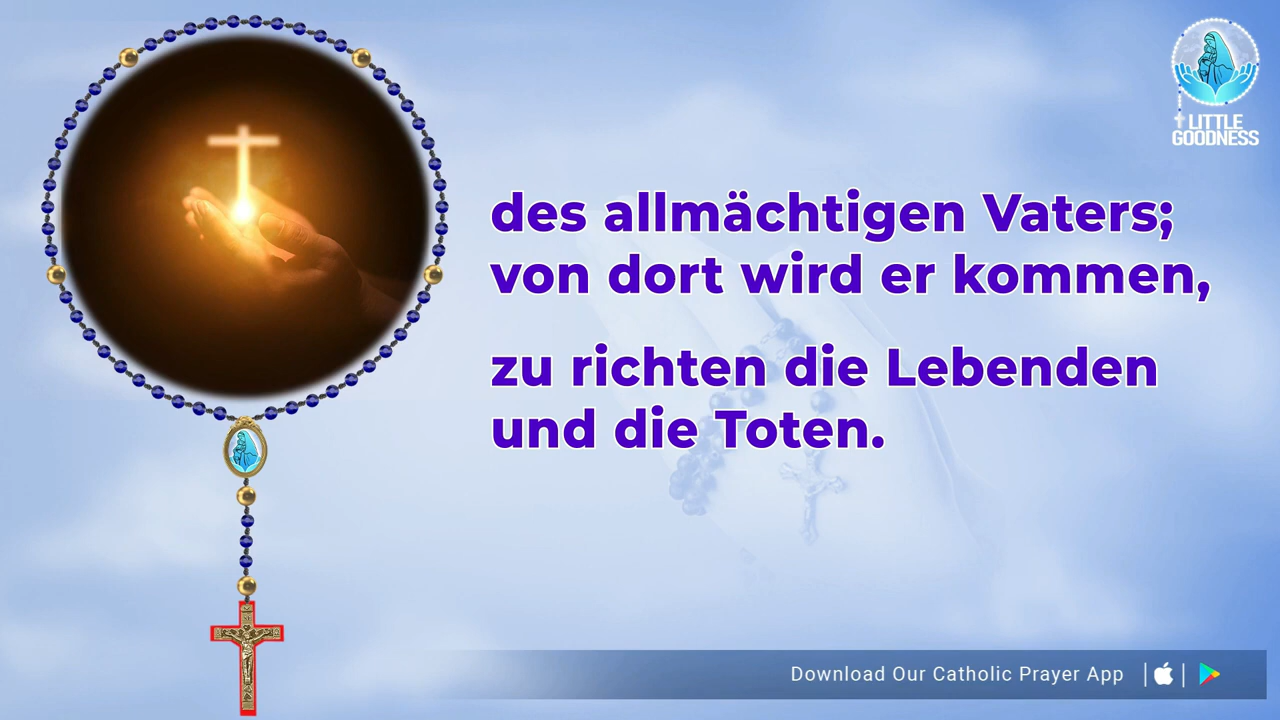 LITTLE
GOODNESS
des allmächtigen Vaters;
von dort wird er kommen,
zu richten die Lebenden
und die Toten.
Download Our Catholic Prayer App